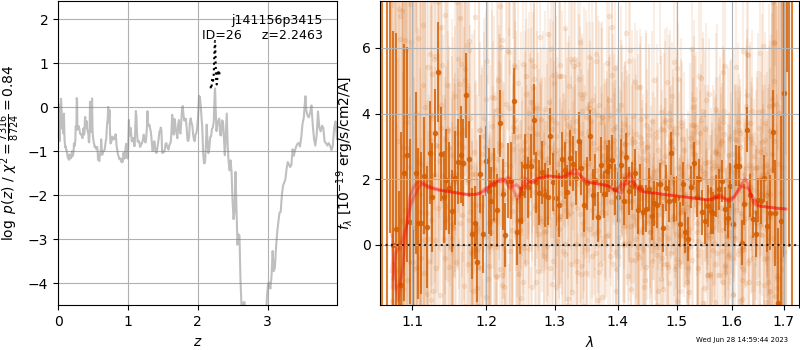 j141156p3415
ID=26 z=2.2463
log p(z) / χ² = 7316/8724 = 0.84
2
1
0
−1
−2
−3
−4
0 1 2 3
z
fλ [10⁻¹⁹ erg/s/cm2/A]
6
4
2
0
1.1 1.2 1.3 1.4 1.5 1.6 1.7
λ
Wed Jun 28 14:59:44 2023